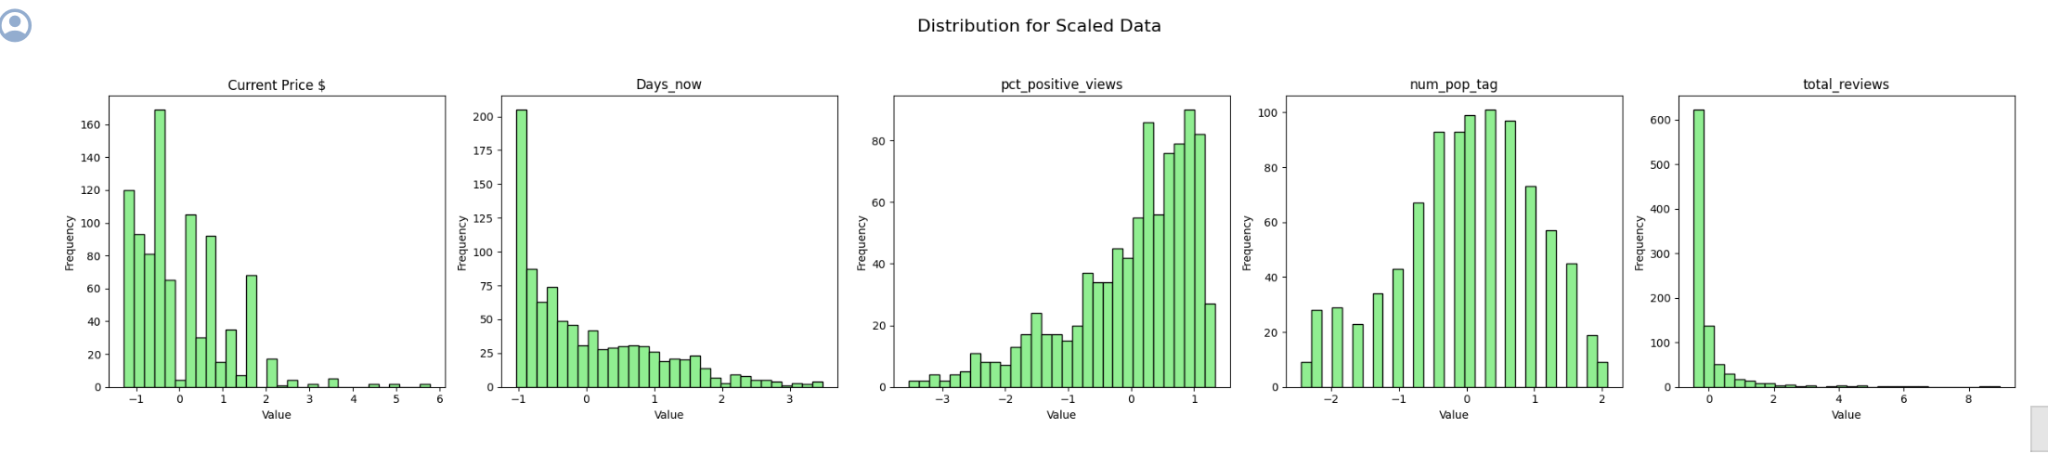 Distribution for Scaled Data
Current Price $
Frequency
160
140
120
100
80
60
40
20
0
−1 0 1 2 3 4 5 6
Value
Days_now
Frequency
200
175
150
125
100
75
50
25
0
−1 0 1 2 3
Value
pct_positive_views
Frequency
80
60
40
20
0
−3 −2 −1 0 1
Value
num_pop_tag
Frequency
100
80
60
40
20
0
−2 −1 0 1 2
Value
total_reviews
Frequency
600
500
400
300
200
100
0
0 2 4 6 8
Value